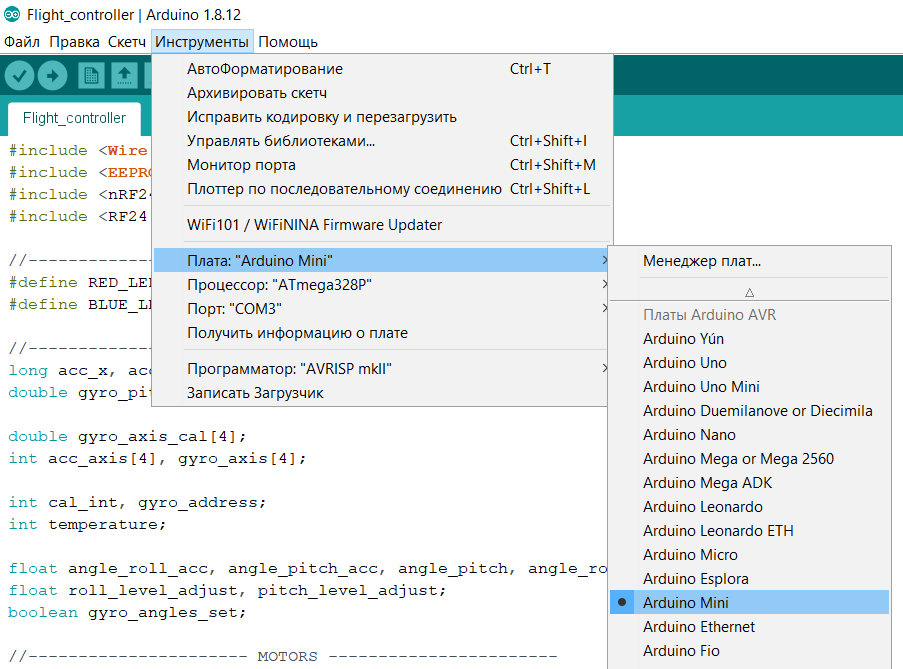 Flight_controller | Arduino 1.8.12
Файл Правка Скетч Инструменты Помощь
АвтоФорматирование Ctrl+T
Архивировать скетч
Исправить кодировку и перезагрузить
Управлять библиотеками... Ctrl+Shift+I
Монитор порта Ctrl+Shift+M
Плоттер по последовательному соединению Ctrl+Shift+L
WiFi101 / WiFiNINA Firmware Updater
Плата: "Arduino Mini"
Процессор: "ATmega328P"
Порт: "COM3"
Получить информацию о плате
Программатор: "AVRISP mkII"
Записать Загрузчик
Менеджер плат...
△
Платы Arduino AVR
Arduino Yún
Arduino Uno
Arduino Uno Mini
Arduino Duemilanove or Diecimila
Arduino Nano
Arduino Mega or Mega 2560
Arduino Mega ADK
Arduino Leonardo
Arduino Leonardo ETH
Arduino Micro
Arduino Esplora
Arduino Mini
Arduino Ethernet
Arduino Fio
Flight_controller
#include <Wire
#include <EEPR
#include <nRF24
#include <RF24
//-------------
#define RED_LE
#define BLUE_L
//-------------
long acc_x, ac
double gyro_pi
double gyro_axis_cal[4];
int acc_axis[4], gyro_axis[4];
int cal_int, gyro_address;
int temperature;
float angle_roll_acc, angle_pitch_acc, angle_pitch, angle_ro
float roll_level_adjust, pitch_level_adjust;
boolean gyro_angles_set;
//---------------------- MOTORS -----------------------